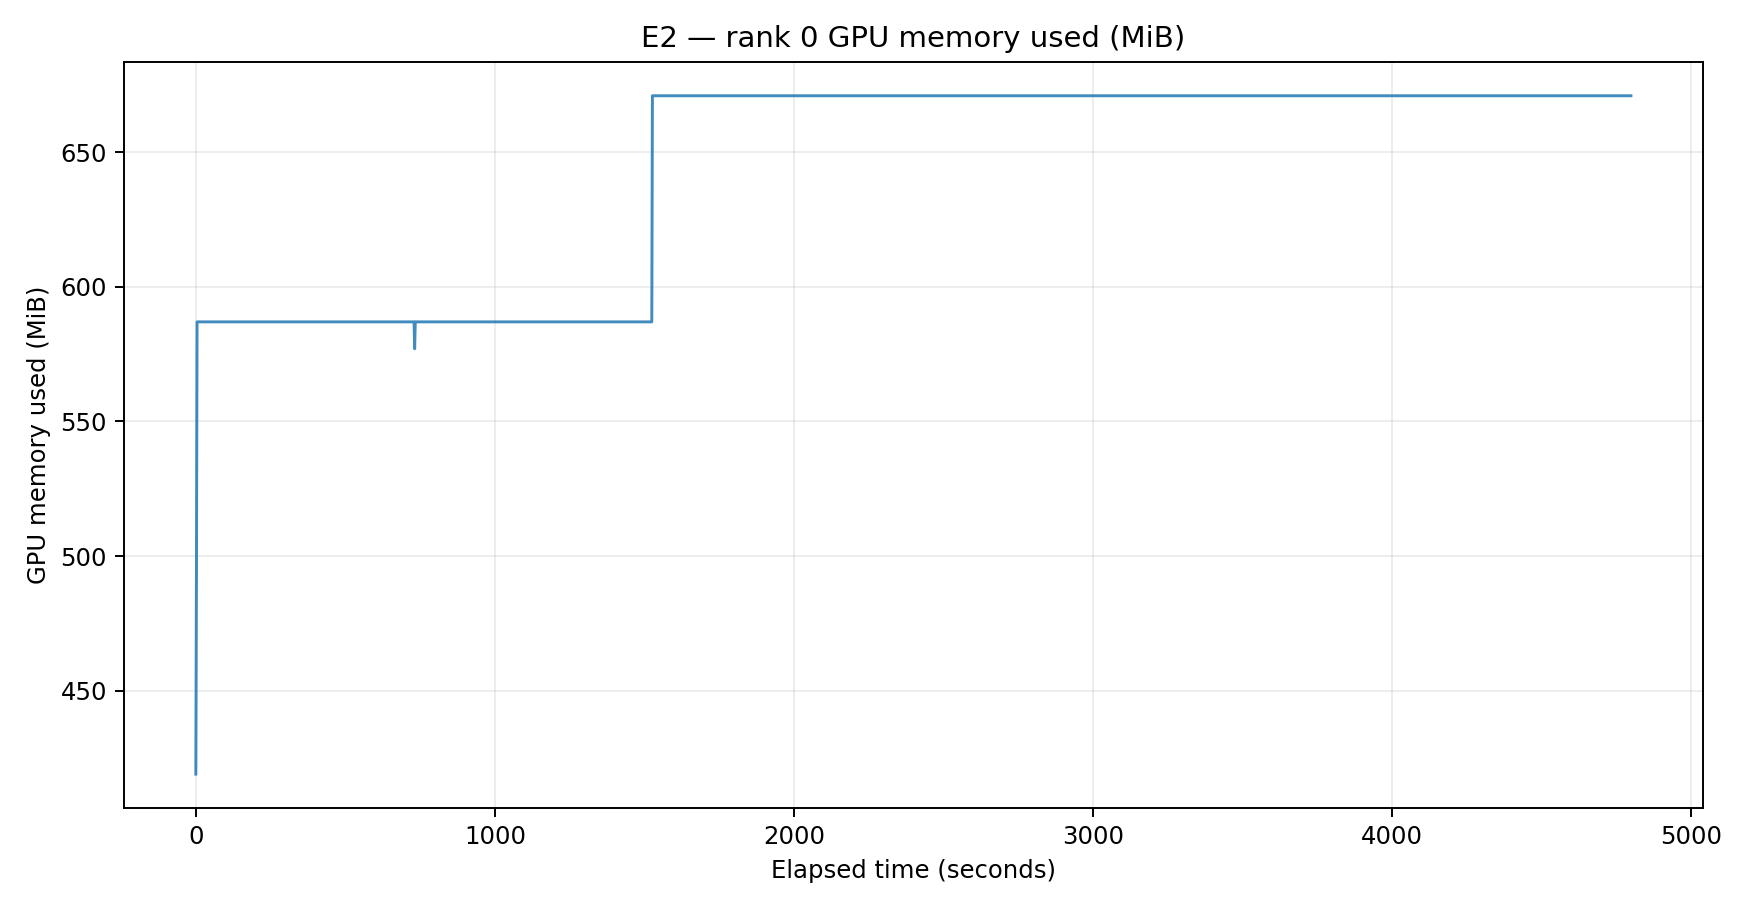 E2 — rank 0 GPU memory used (MiB)
GPU memory used (MiB)
650
600
550
500
450
0 1000 2000 3000 4000 5000
Elapsed time (seconds)